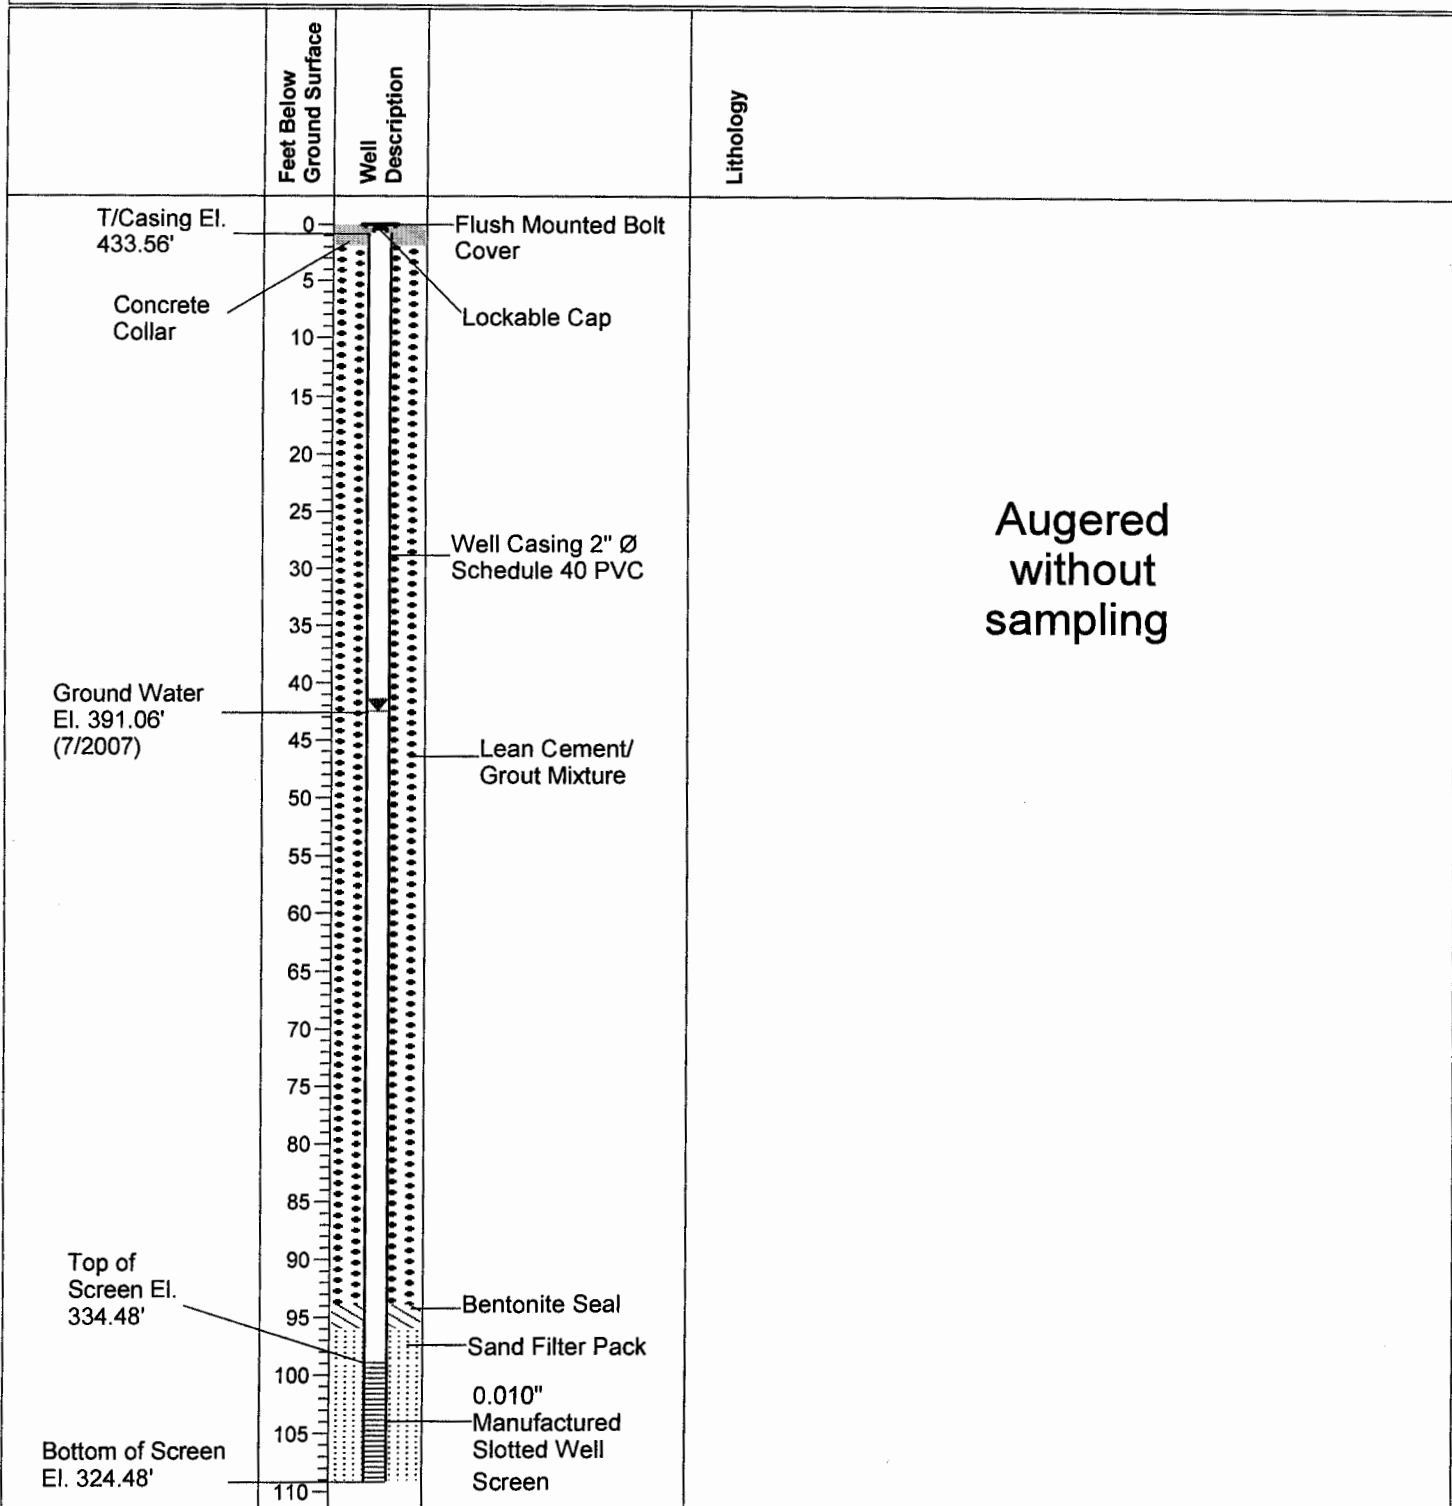 Feet Below
Ground Surface
Well
Description
Lithology
T/Casing El.
433.56'
Concrete
Collar
Ground Water
El. 391.06'
(7/2007)
Top of
Screen El.
334.48'
Bottom of Screen
El. 324.48'
0
5
10
15
20
25
30
35
40
45
50
55
60
65
70
75
80
85
90
95
100
105
110
Flush Mounted Bolt
Cover
Lockable Cap
Well Casing 2" Ø
Schedule 40 PVC
Lean Cement/
Grout Mixture
Bentonite Seal
Sand Filter Pack
0.010"
Manufactured
Slotted Well
Screen
Augered
without
sampling